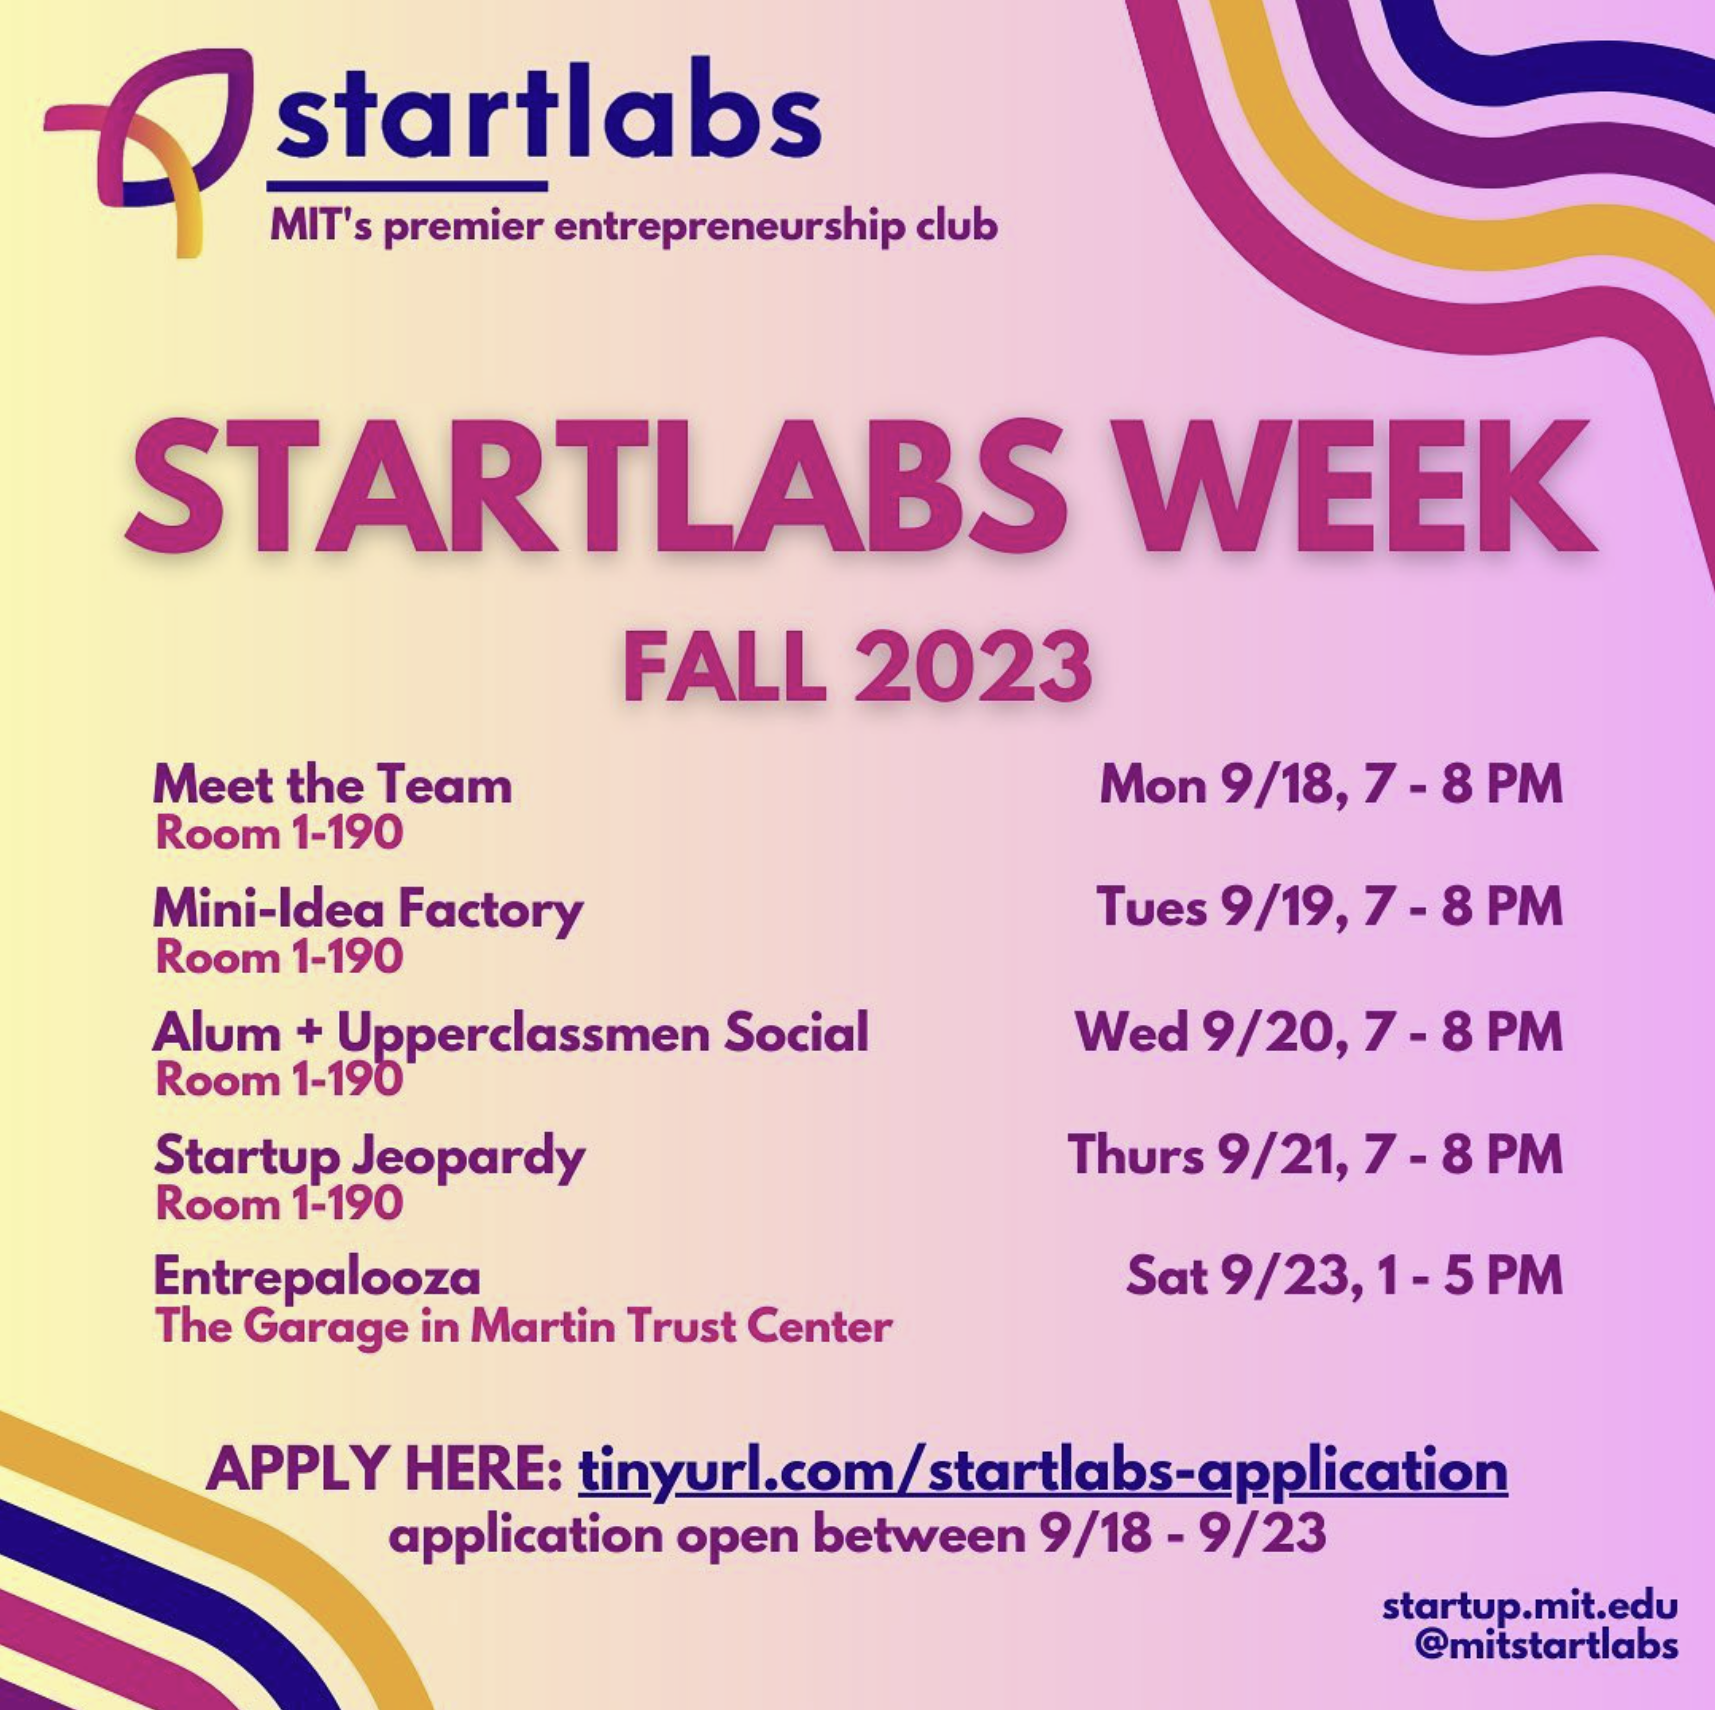 startlabs
MIT's premier entrepreneurship club
STARTLABS WEEK
FALL 2023
Meet the Team Mon 9/18, 7 - 8 PM
Room 1-190
Mini-Idea Factory Tues 9/19, 7 - 8 PM
Room 1-190
Alum + Upperclassmen Social Wed 9/20, 7 - 8 PM
Room 1-190
Startup Jeopardy Thurs 9/21, 7 - 8 PM
Room 1-190
Entrepalooza Sat 9/23, 1 - 5 PM
The Garage in Martin Trust Center
APPLY HERE: tinyurl.com/startlabs-application
application open between 9/18 - 9/23
startup.mit.edu
@mitstartlabs